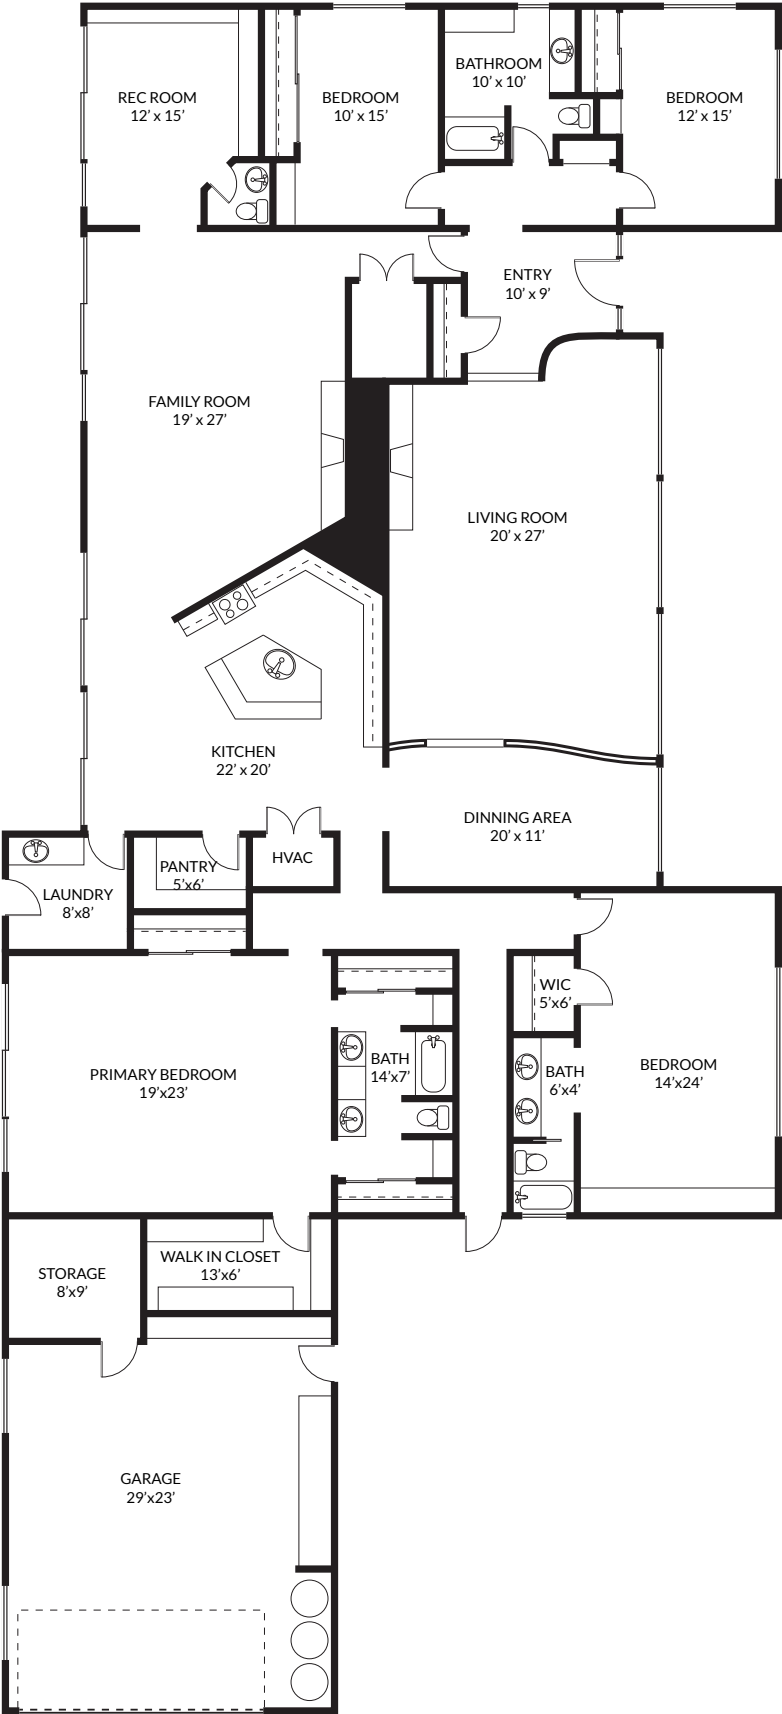 REC ROOM
12' x 15'
BEDROOM
10' x 15'
BATHROOM
10' x 10'
BEDROOM
12' x 15'
ENTRY
10' x 9'
FAMILY ROOM
19' x 27'
LIVING ROOM
20' x 27'
KITCHEN
22' x 20'
DINNING AREA
20' x 11'
HVAC
PANTRY
5'x6'
LAUNDRY
8'x8'
WIC
5'x6'
PRIMARY BEDROOM
19'x23'
BATH
14'x7'
BATH
6'x4'
BEDROOM
14'x24'
WALK IN CLOSET
13'x6'
STORAGE
8'x9'
GARAGE
29'x23'